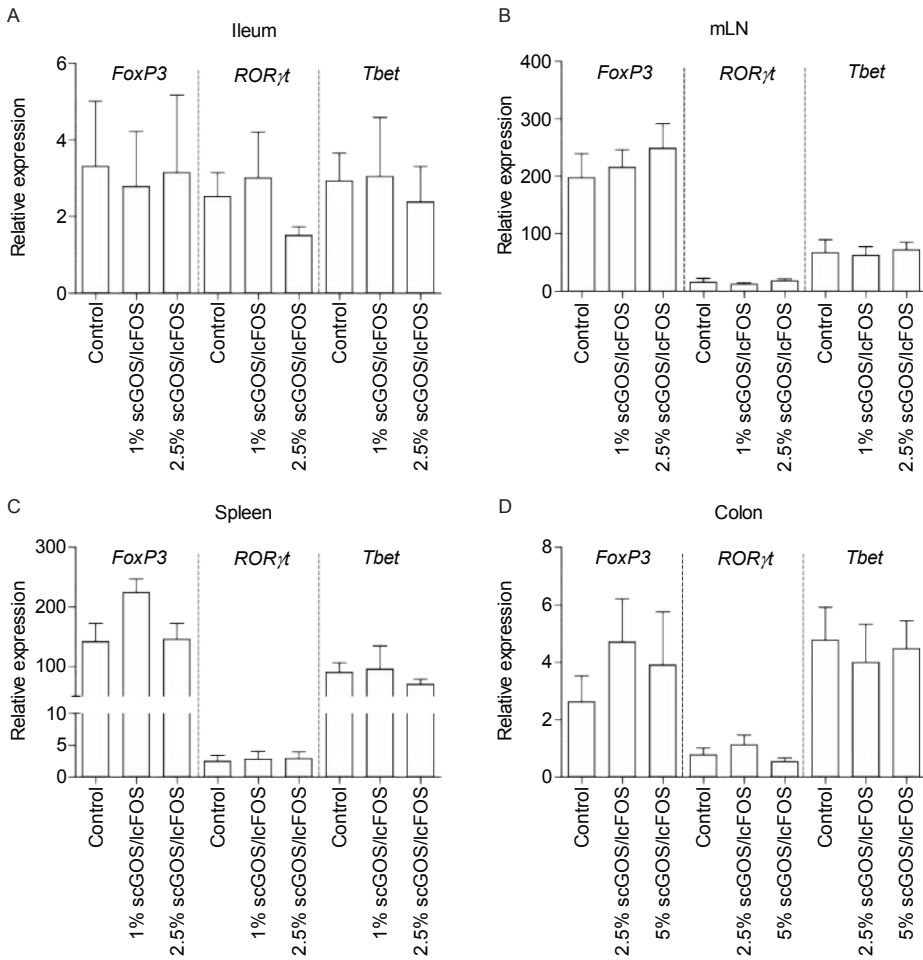 A
Ileum
FoxP3 RORγt Tbet
Relative expression
6
4
2
0
Control
1% scGOS/lcFOS
2.5% scGOS/lcFOS
Control
1% scGOS/lcFOS
2.5% scGOS/lcFOS
Control
1% scGOS/lcFOS
2.5% scGOS/lcFOS
B
mLN
FoxP3 RORγt Tbet
Relative expression
400
300
200
100
0
Control
1% scGOS/lcFOS
2.5% scGOS/lcFOS
Control
1% scGOS/lcFOS
2.5% scGOS/lcFOS
Control
1% scGOS/lcFOS
2.5% scGOS/lcFOS
C
Spleen
FoxP3 RORγt Tbet
Relative expression
300
200
100
10
5
0
Control
1% scGOS/lcFOS
2.5% scGOS/lcFOS
Control
1% scGOS/lcFOS
2.5% scGOS/lcFOS
Control
1% scGOS/lcFOS
2.5% scGOS/lcFOS
D
Colon
FoxP3 RORγt Tbet
Relative expression
8
6
4
2
0
Control
2.5% scGOS/lcFOS
5% scGOS/lcFOS
Control
2.5% scGOS/lcFOS
5% scGOS/lcFOS
Control
2.5% scGOS/lcFOS
5% scGOS/lcFOS